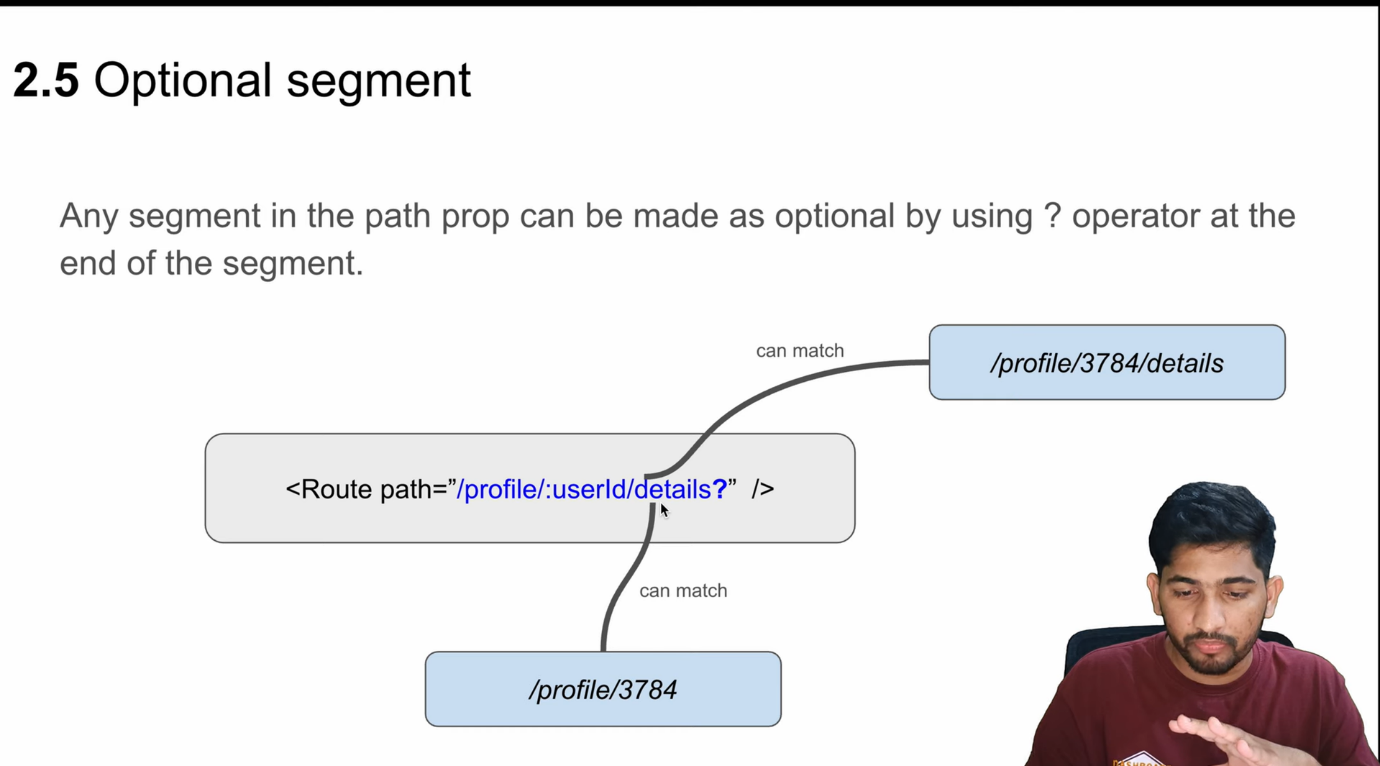 2.5 Optional segment
Any segment in the path prop can be made as optional by using ? operator at the
end of the segment.
can match
/profile/3784/details
<Route path=”/profile/:userId/details?” />
can match
/profile/3784